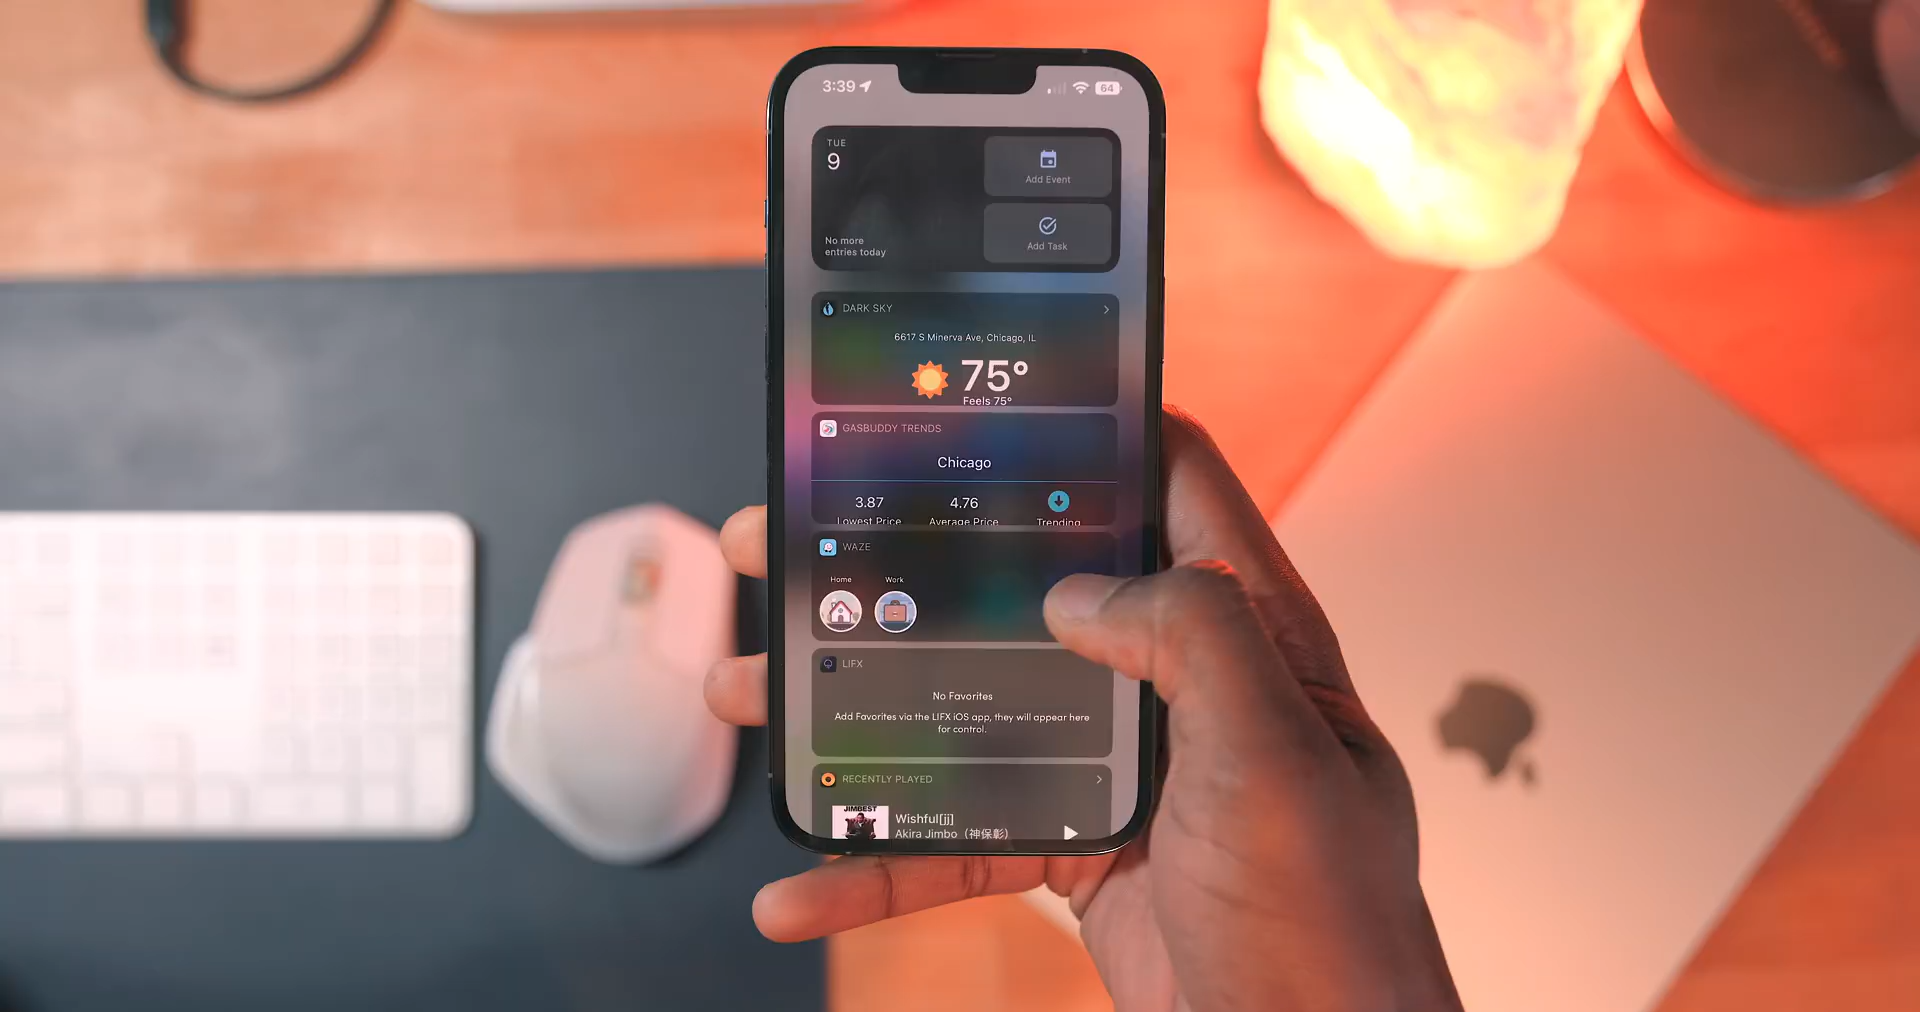 3:39
64
TUE
9
No more
entries today
Add Event
Add Task
DARK SKY
6617 S Minerva Ave, Chicago, IL
75°
Feels 75°
GASBUDDY TRENDS
Chicago
3.87 4.76
Lowest Price Average Price Trending
WAZE
Home Work
LIFX
No Favorites
Add Favorites via the LIFX iOS app, they will appear here
for control.
RECENTLY PLAYED
JIMBEST
Wishful[jj]
Akira Jimbo（神保彰）